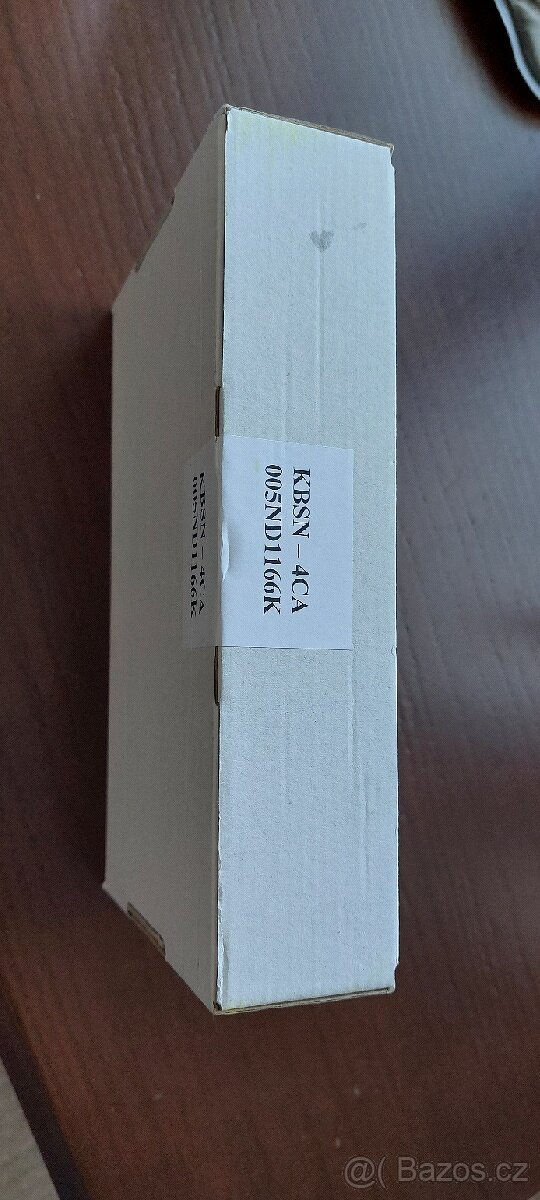 KBSN – 4CA
005ND1166K
KBSN – 4CA
005ND1166K
@( Bazos.cz